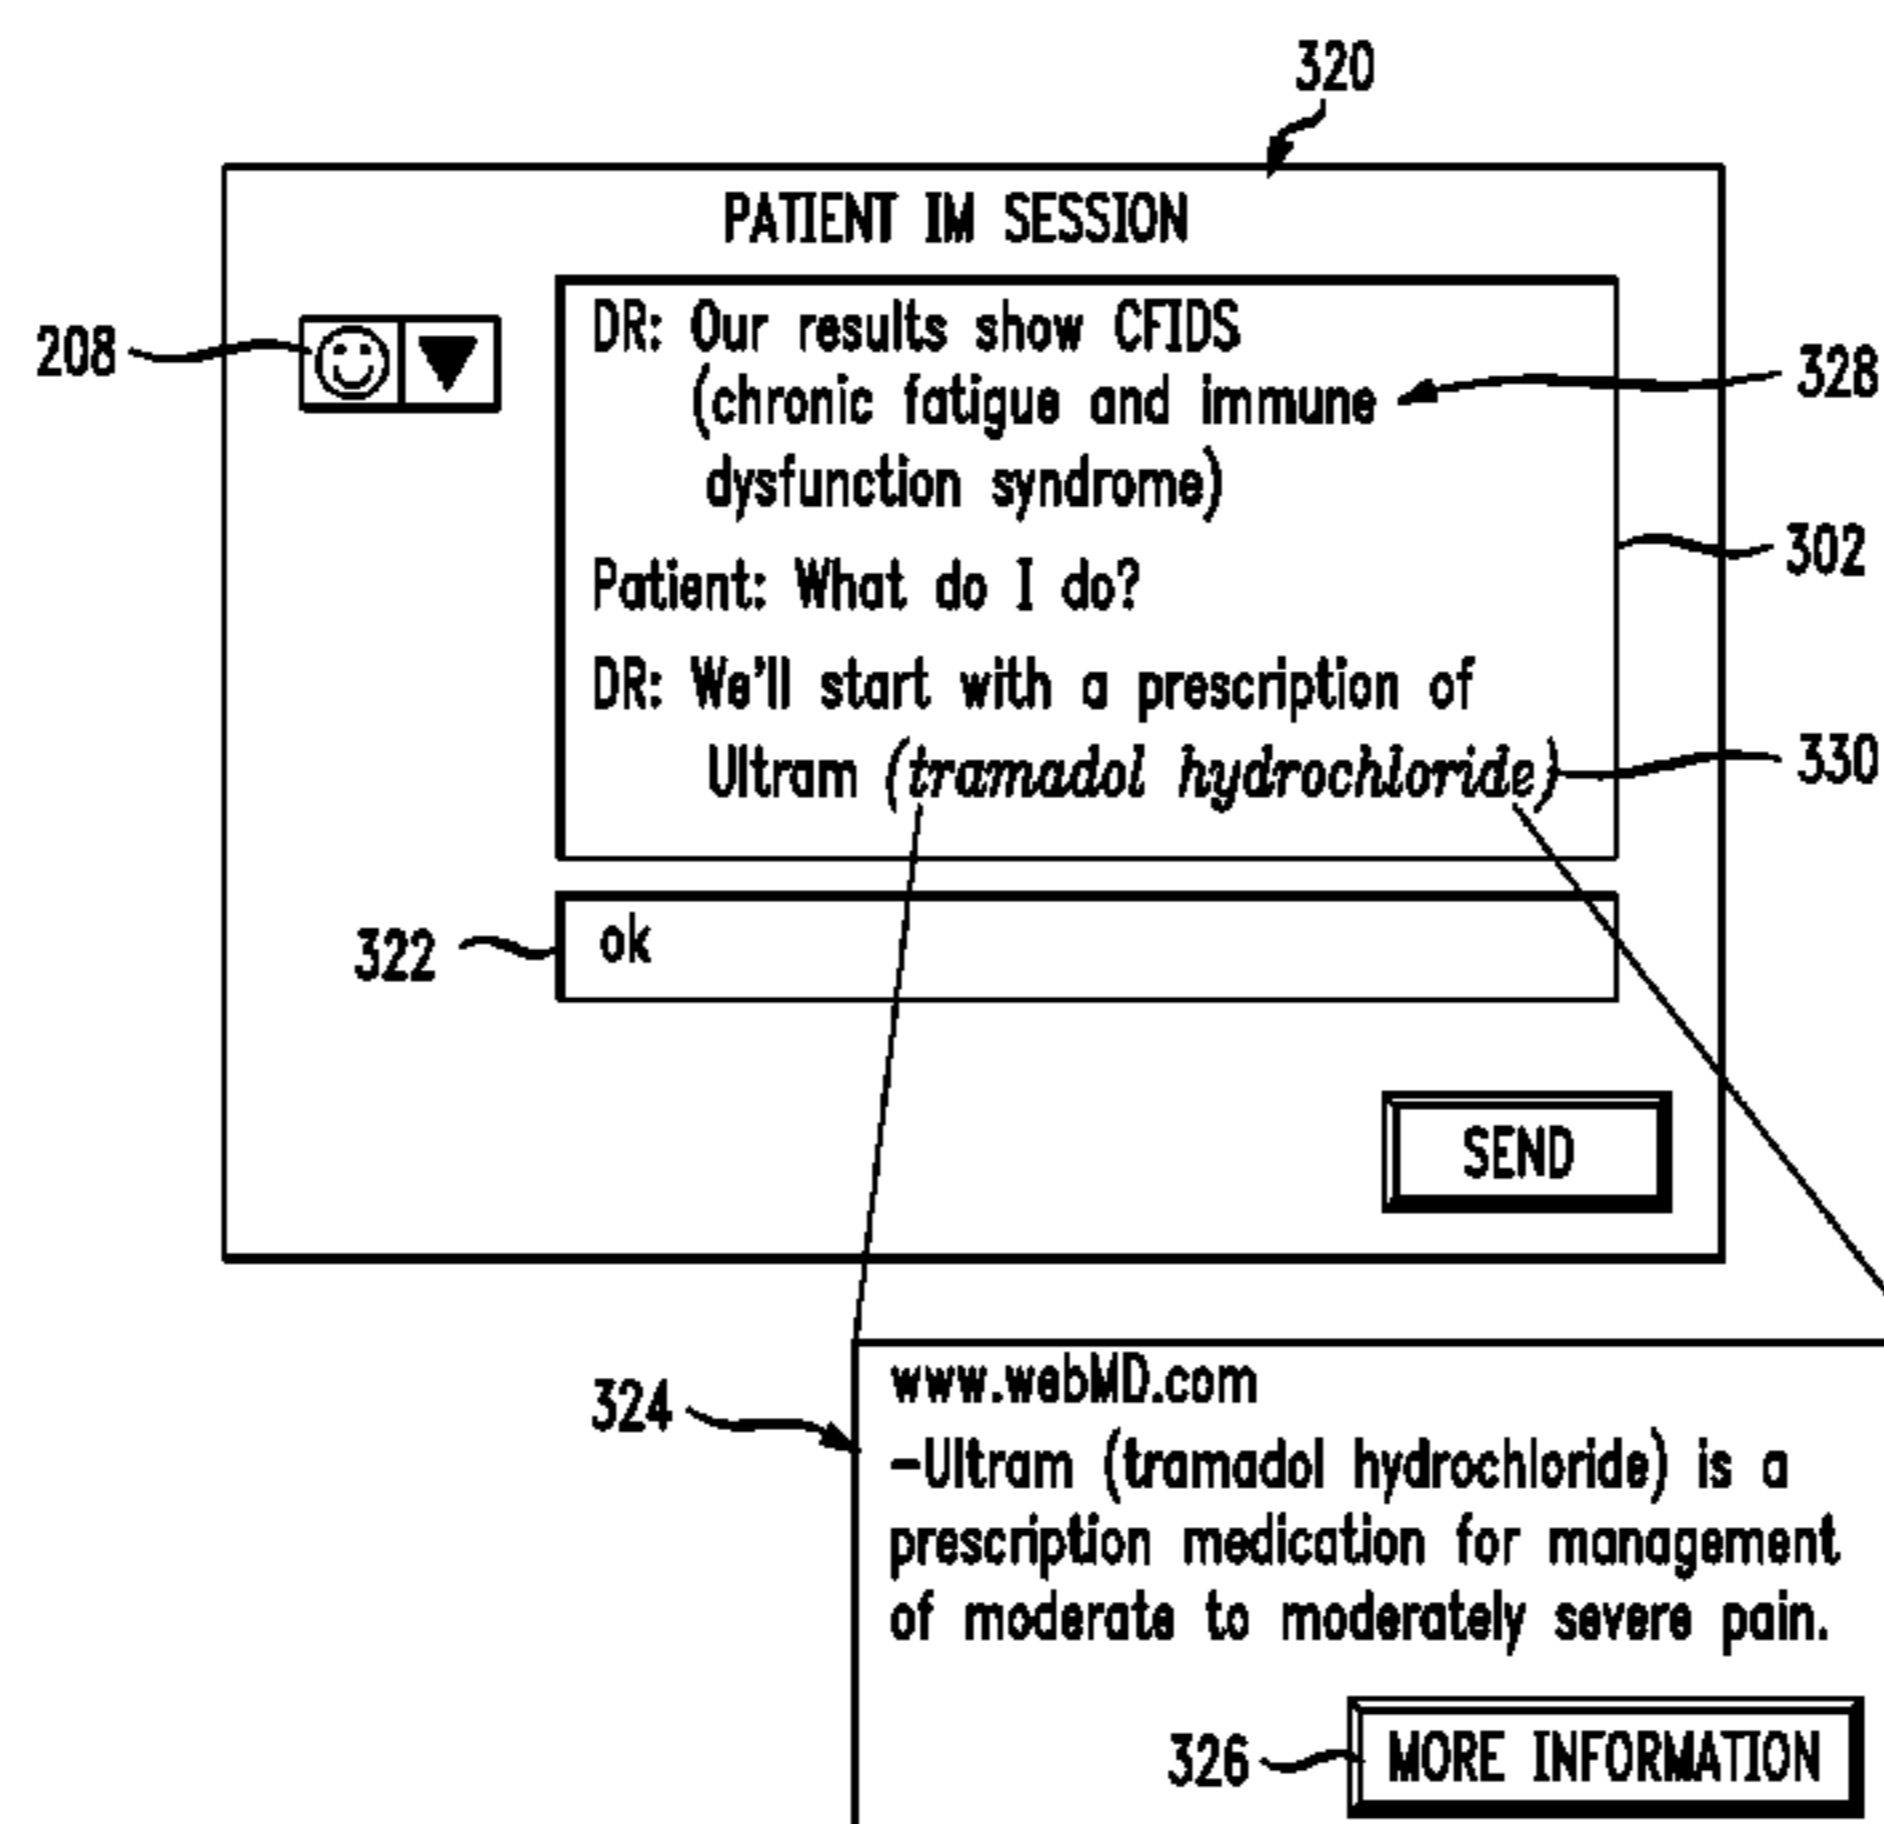 320
PATIENT IM SESSION
208
DR: Our results show CFIDS
(chronic fatigue and immune
dysfunction syndrome)
328
302
Patient: What do I do?
DR: We'll start with a prescription of
Ultram (tramadol hydrochloride)
330
322
ok
SEND
324
www.webMD.com
-Ultram (tramadol hydrochloride) is a
prescription medication for management
of moderate to moderately severe pain.
326
MORE INFORMATION